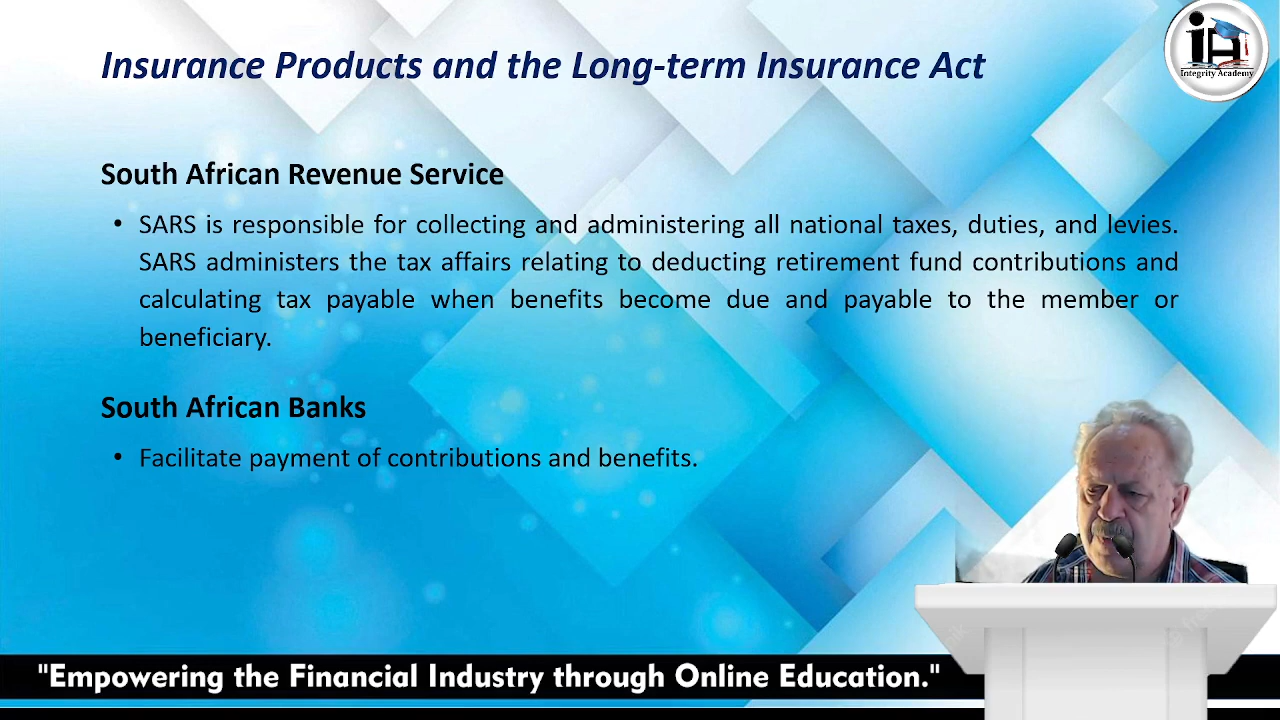 Insurance Products and the Long-term Insurance Act
Integrity Academy
South African Revenue Service
• SARS is responsible for collecting and administering all national taxes, duties, and levies.
SARS administers the tax affairs relating to deducting retirement fund contributions and
calculating tax payable when benefits become due and payable to the member or
beneficiary.
South African Banks
• Facilitate payment of contributions and benefits.
"Empowering the Financial Industry through Online Education."